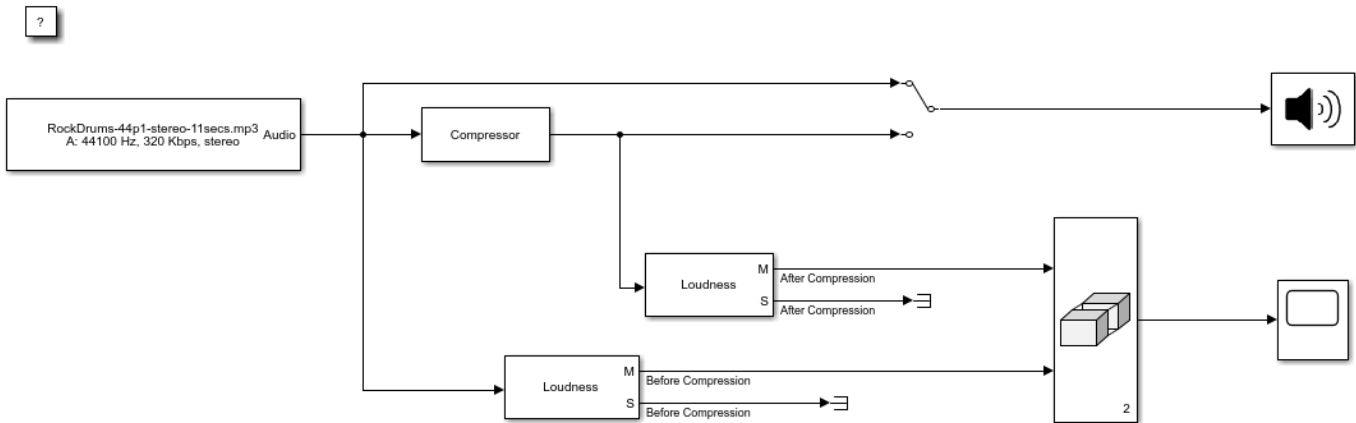 ?
RockDrums-44p1-stereo-11secs.mp3
A: 44100 Hz, 320 Kbps, stereo
Audio
Compressor
Loudness
M
After Compression
S
After Compression
Loudness
M
Before Compression
S
Before Compression
2